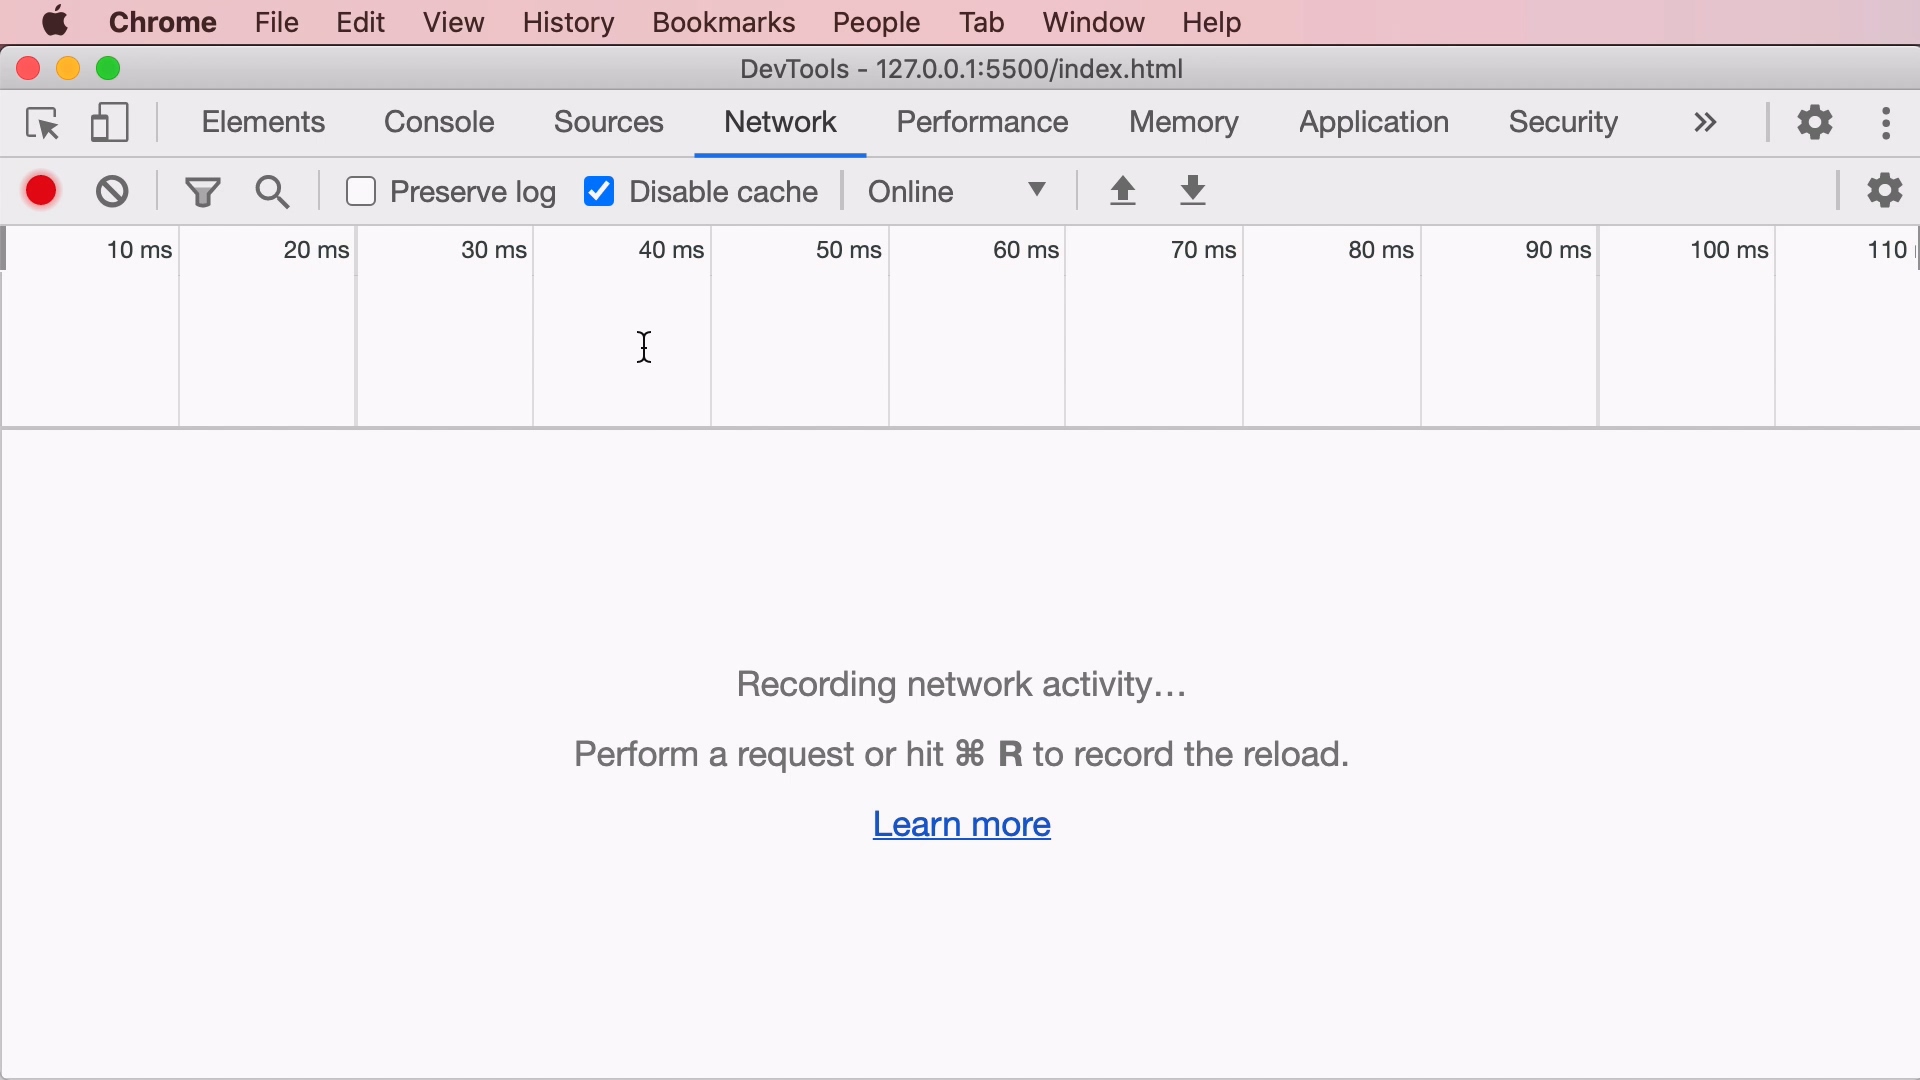 Chrome File Edit View History Bookmarks People Tab Window Help
DevTools - 127.0.0.1:5500/index.html
Elements Console Sources Network Performance Memory Application Security »
Preserve log Disable cache Online
10 ms 20 ms 30 ms 40 ms 50 ms 60 ms 70 ms 80 ms 90 ms 100 ms 110
Recording network activity…
Perform a request or hit ⌘ R to record the reload.
Learn more